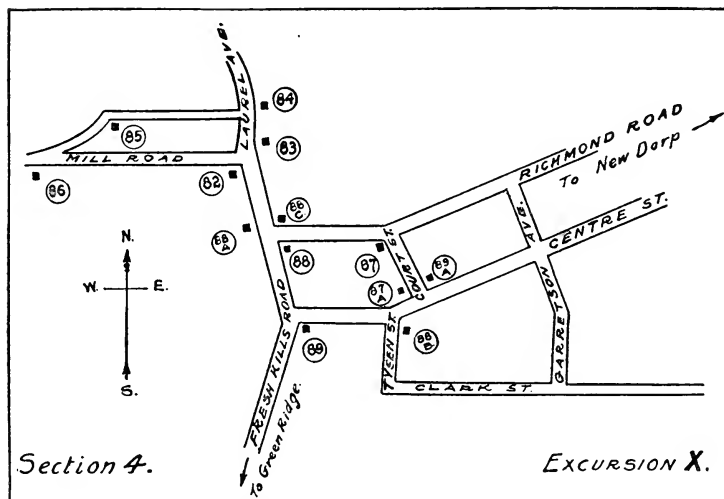 LAUREL AVE.
84
85
83
MILL ROAD
86
82
88 C
88 A
RICHMOND ROAD
To New Dorp
AVE.
CENTRE ST.
N.
W. E.
S.
88
87
COURT ST.
89 A
87 A
FRESH KILLS ROAD
89
TYSEN ST.
88 B
GARRETSON
CLARK ST.
To Green Ridge.
Section 4.
EXCURSION X.